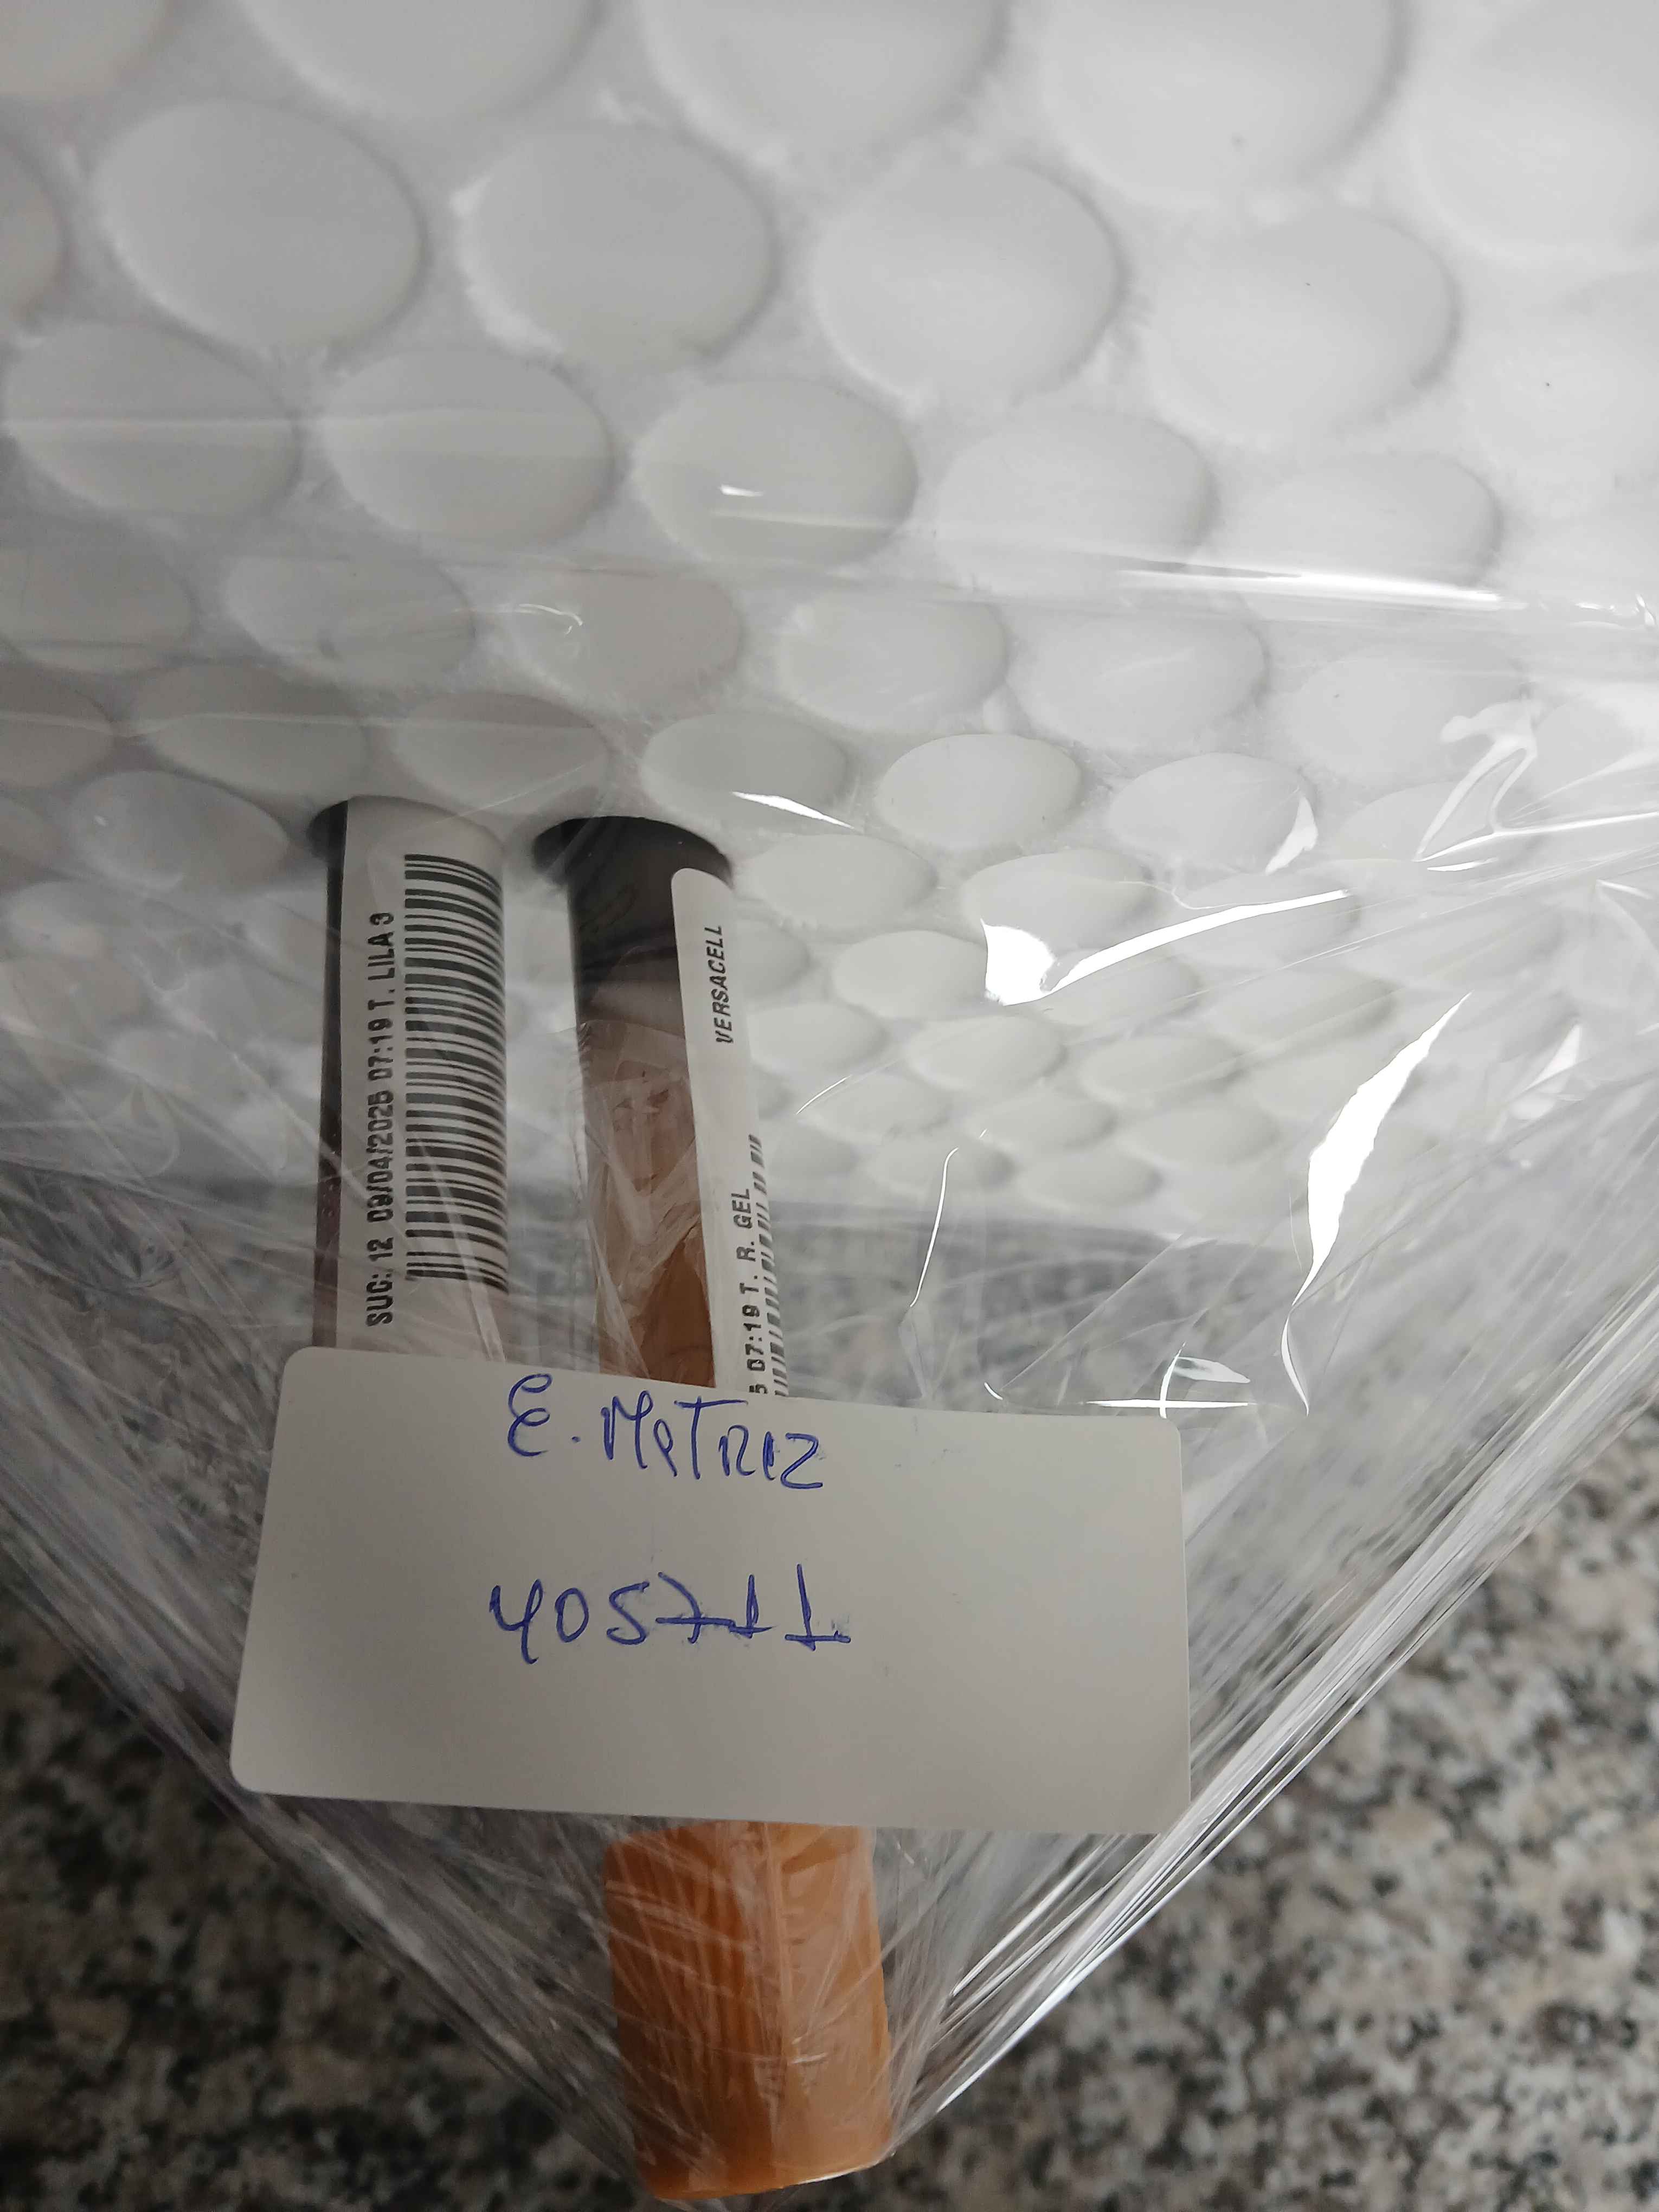 SUC: 12 09/04/2025 07:19 T. LILA 3
VERSACELL
5 07:19 T. R. GEL
E. MATRIZ
405711